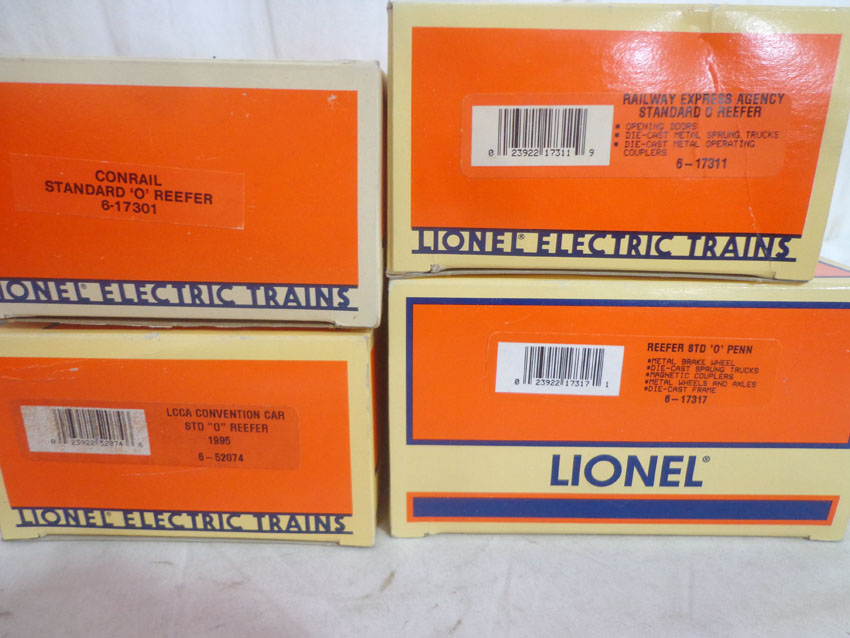 CONRAIL
STANDARD 'O' REEFER
6-17301
LIONEL® ELECTRIC TRAINS
RAILWAY EXPRESS AGENCY
STANDARD O REEFER
▪ OPENING DOORS
▪ DIE-CAST METAL SPRUNG TRUCKS
▪ DIE-CAST METAL OPERATING
COUPLERS
6-17311
0 23922 17311 9
LIONEL® ELECTRIC TRAINS
LCCA CONVENTION CAR
STD "O" REEFER
1995
6-52074
0 23922 52074 6
LIONEL® ELECTRIC TRAINS
REEFER STD 'O' PENN
*METAL BRAKE WHEEL
*DIE-CAST SPRUNG TRUCKS
*MAGNETIC COUPLERS
*METAL WHEELS AND AXLES
*DIE-CAST FRAME
6-17317
0 23922 17317 1
LIONEL®